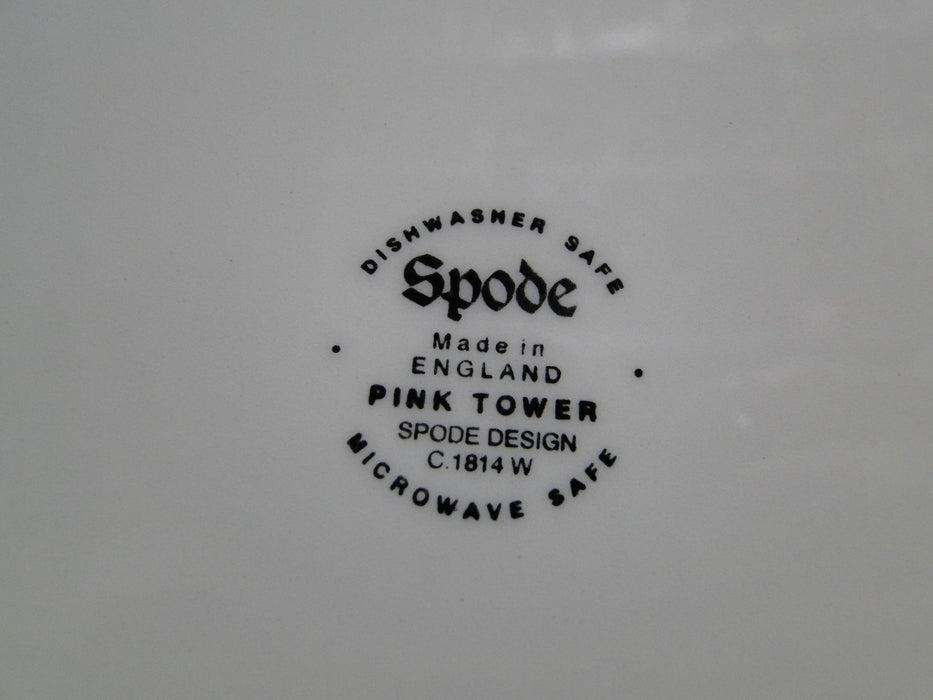 DISHWASHER SAFE
Spode
Made in
ENGLAND
PINK TOWER
SPODE DESIGN
C.1814 W
MICROWAVE SAFE